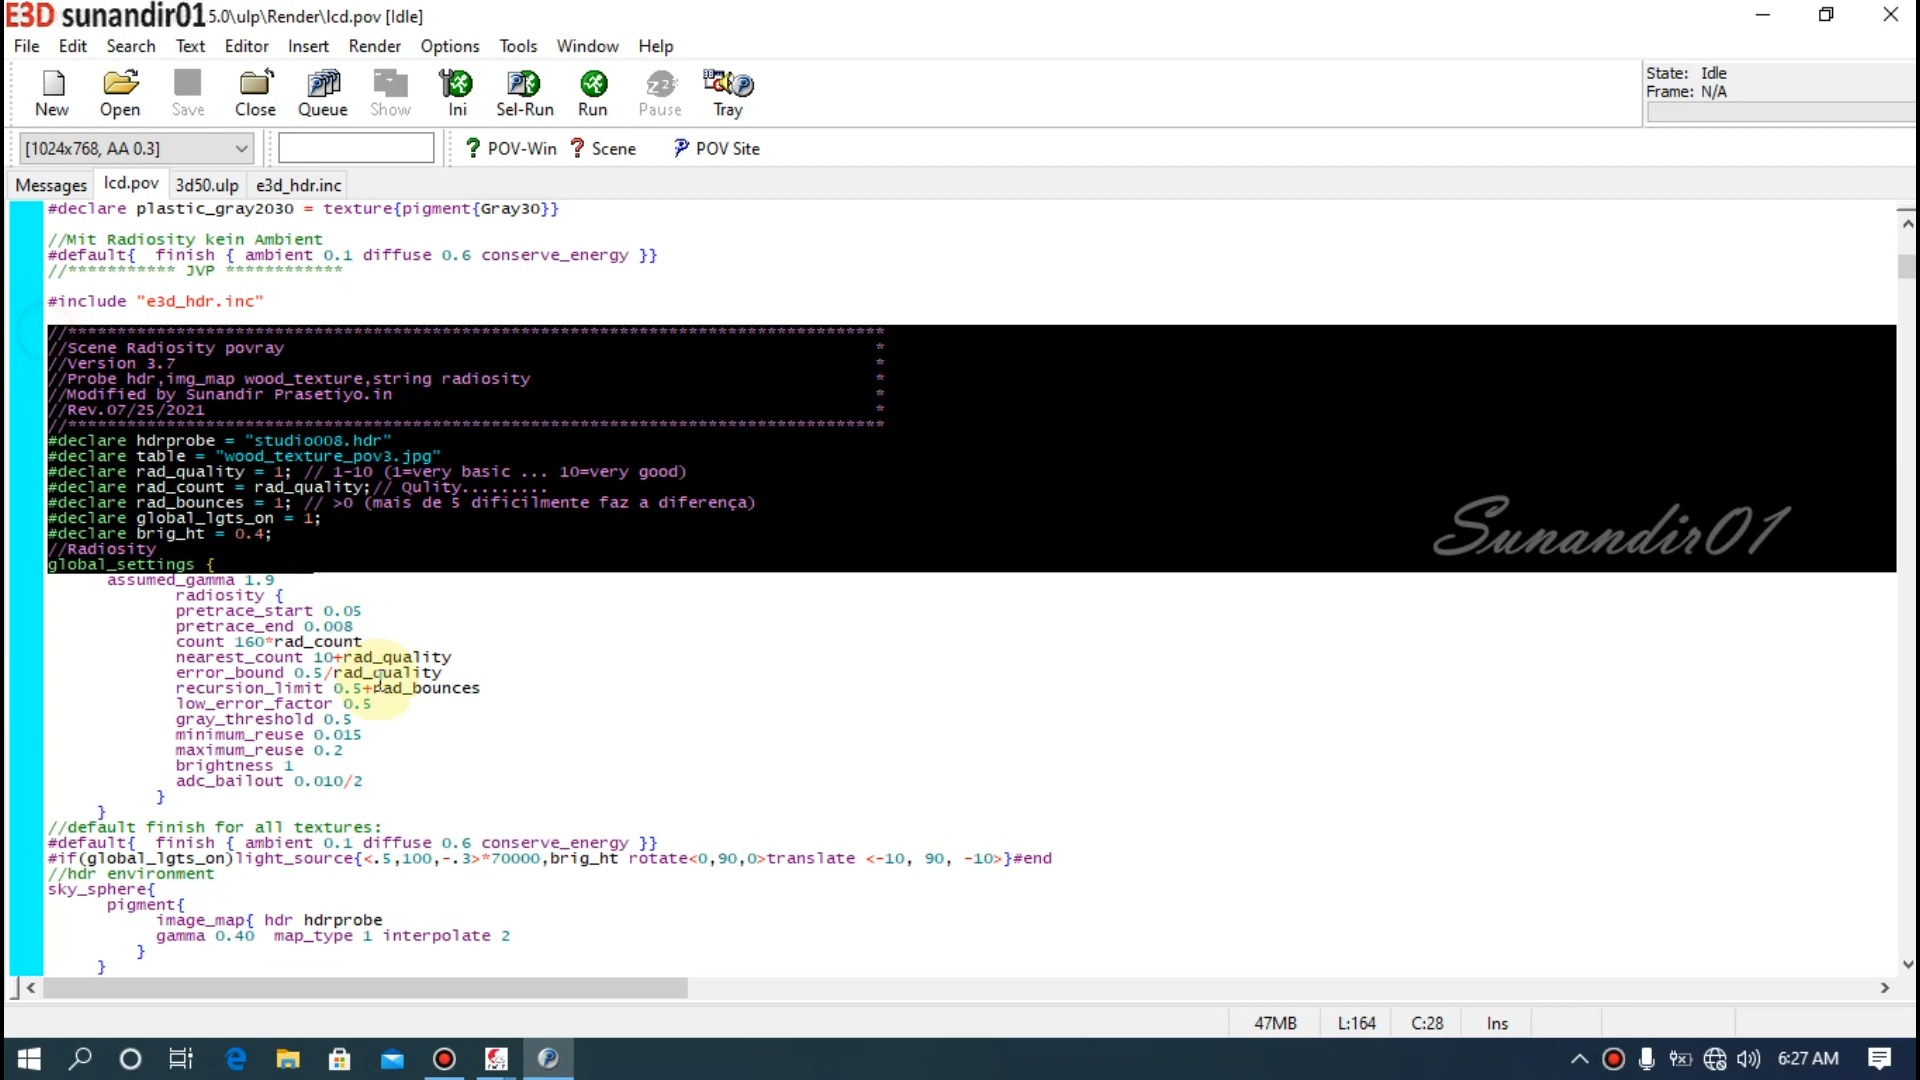 E3D sunandir01 5.0\ulp\Render\lcd.pov [Idle]
File Edit Search Text Editor Insert Render Options Tools Window Help
New Open Save Close Queue Show Ini Sel-Run Run Pause Tray
State: Idle
Frame: N/A
[1024x768, AA 0.3] POV-Win Scene POV Site
Messages lcd.pov 3d50.ulp e3d_hdr.inc
#declare plastic_gray2030 = texture{pigment{Gray30}}
//Mit Radiosity kein Ambient
#default{  finish { ambient 0.1 diffuse 0.6 conserve_energy }}
//*********** JVP ************
#include "e3d_hdr.inc"
//***********************************************************************************
//Scene Radiosity povray *
//Version 3.7 *
//Probe hdr,img_map wood_texture,string radiosity *
//Modified by Sunandir Prasetiyo.in *
//Rev.07/25/2021 *
//***********************************************************************************
#declare hdrprobe = "studio008.hdr"
#declare table = "wood_texture_pov3.jpg"
#declare rad_quality = 1; // 1-10 (1=very basic ... 10=very good)
#declare rad_count = rad_quality;// Qulity.........
#declare rad_bounces = 1; // >0 (mais de 5 dificilmente faz a diferença)
#declare global_lgts_on = 1;
#declare brig_ht = 0.4;
//Radiosity
global_settings {
assumed_gamma 1.9
radiosity {
pretrace_start 0.05
pretrace_end 0.008
count 160*rad_count
nearest_count 10+rad_quality
error_bound 0.5/rad_quality
recursion_limit 0.5+rad_bounces
low_error_factor 0.5
gray_threshold 0.5
minimum_reuse 0.015
maximum_reuse 0.2
brightness 1
adc_bailout 0.010/2
}
}
//default finish for all textures:
#default{  finish { ambient 0.1 diffuse 0.6 conserve_energy }}
#if(global_lgts_on)light_source{<.5,100,-.3>*70000,brig_ht rotate<0,90,0>translate <-10, 90, -10>}#end
//hdr environment
sky_sphere{
pigment{
image_map{ hdr hdrprobe
gamma 0.40  map_type 1 interpolate 2
}
}
Sunandir01
47MB L:164 C:28 Ins
6:27 AM